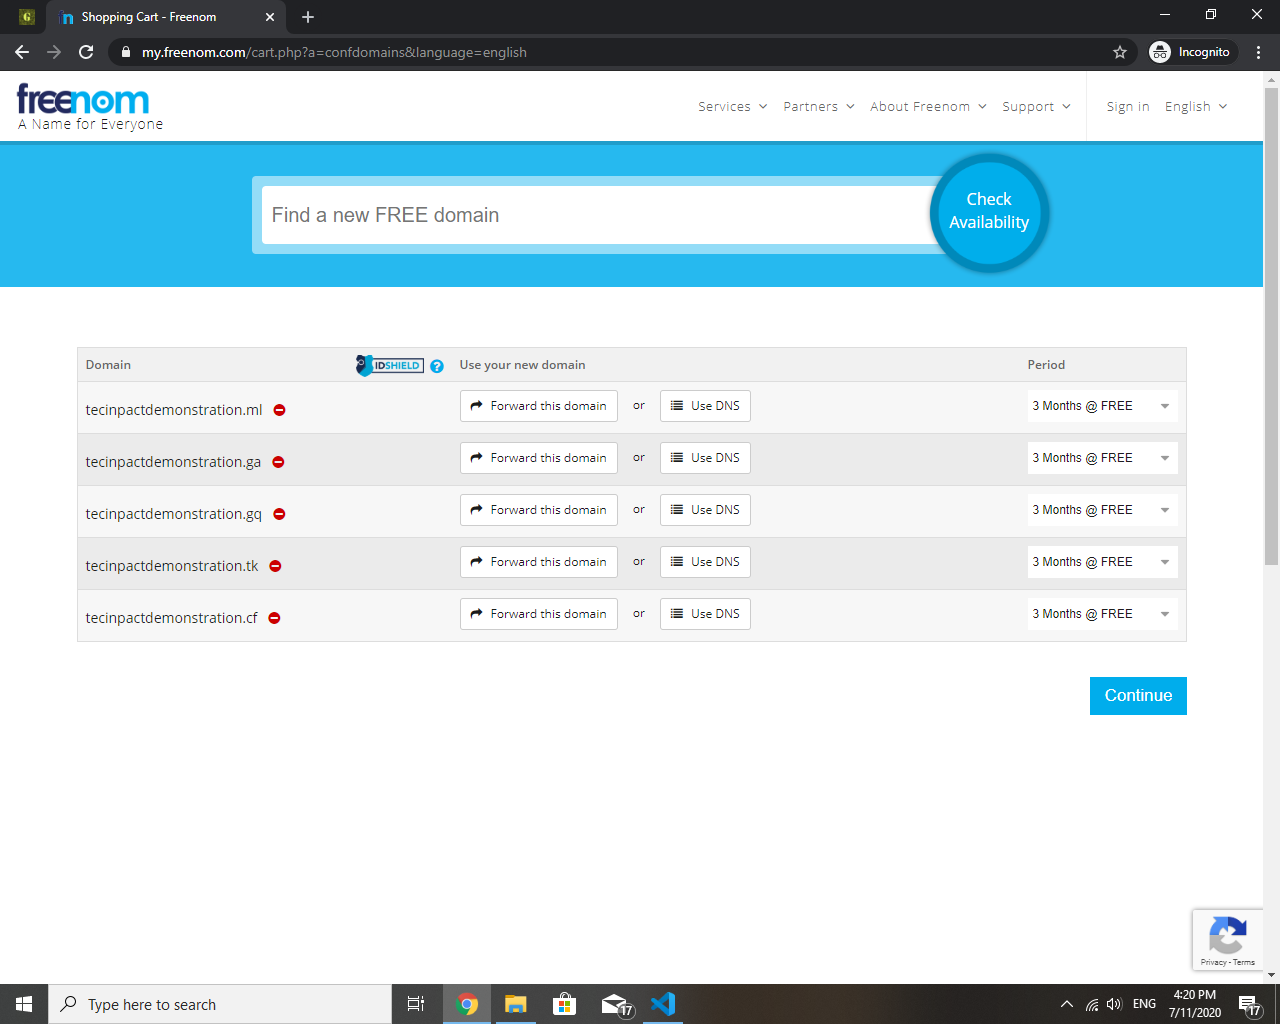 G
Shopping Cart - Freenom
my.freenom.com/cart.php?a=confdomains&language=english
Incognito
freenom
A Name for Everyone
Services
Partners
About Freenom
Support
Sign in
English
Find a new FREE domain
Check
Availability
Domain
IDSHIELD
?
Use your new domain
Period
tecinpactdemonstration.ml
Forward this domain
or
Use DNS
3 Months @ FREE
tecinpactdemonstration.ga
Forward this domain
or
Use DNS
3 Months @ FREE
tecinpactdemonstration.gq
Forward this domain
or
Use DNS
3 Months @ FREE
tecinpactdemonstration.tk
Forward this domain
or
Use DNS
3 Months @ FREE
tecinpactdemonstration.cf
Forward this domain
or
Use DNS
3 Months @ FREE
Continue
Privacy - Terms
Type here to search
17
ENG
4:20 PM
7/11/2020
17